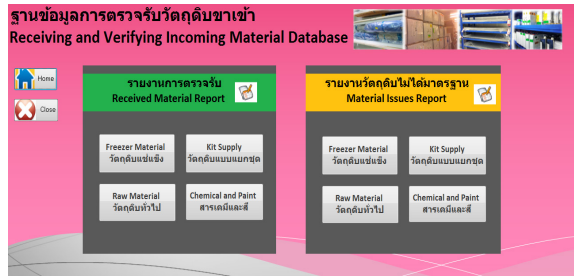 ฐานข้อมูลการตรวจรับวัตถุดิบขาเข้า
Receiving and Verifying Incoming Material Database
Home
Close
รายงานการตรวจรับ
Received Material Report
Freezer Material
วัตถุดิบแช่แข็ง
Kit Supply
วัตถุดิบแบบแยกชุด
Raw Material
วัตถุดิบทั่วไป
Chemical and Paint
สารเคมีและสี
รายงานวัตถุดิบไม่ได้มาตรฐาน
Material Issues Report
Freezer Material
วัตถุดิบแช่แข็ง
Kit Supply
วัตถุดิบแบบแยกชุด
Raw Material
วัตถุดิบทั่วไป
Chemical and Paint
สารเคมีและสี